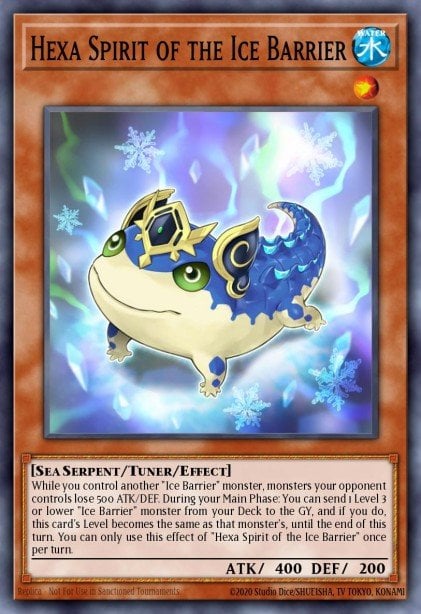 Hexa Spirit of the Ice Barrier
WATER
水
[Sea Serpent/Tuner/Effect]
While you control another "Ice Barrier" monster, monsters your opponent
controls lose 500 ATK/DEF. During your Main Phase: You can send 1 Level 3
or lower "Ice Barrier" monster from your Deck to the GY, and if you do,
this card's Level becomes the same as that monster's, until the end of this
turn. You can only use this effect of "Hexa Spirit of the Ice Barrier" once
per turn.
ATK/ 400 DEF/ 200
Replica - Not For Use in Sanctioned Tournaments
©2020 Studio Dice/SHUEISHA, TV TOKYO, KONAMI